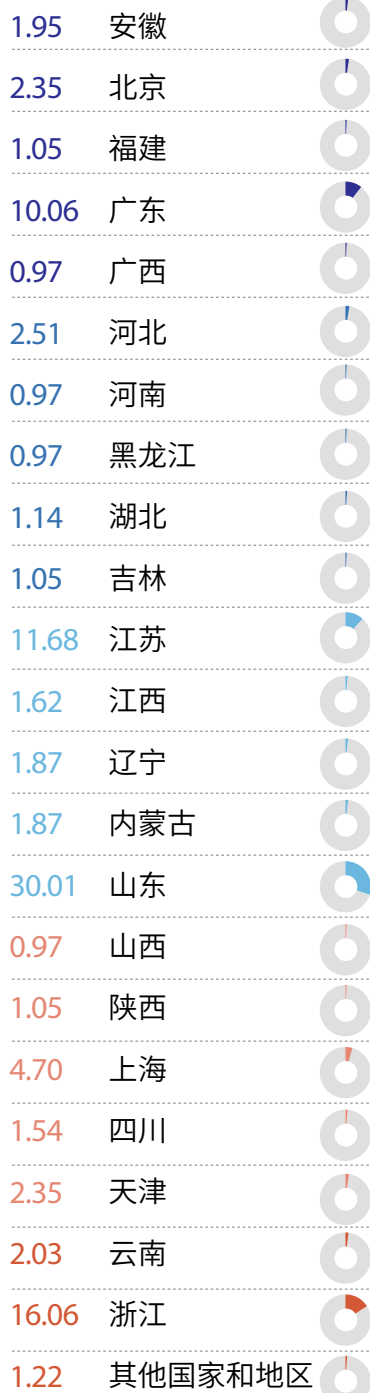 1.95 安徽
2.35 北京
1.05 福建
10.06 广东
0.97 广西
2.51 河北
0.97 河南
0.97 黑龙江
1.14 湖北
1.05 吉林
11.68 江苏
1.62 江西
1.87 辽宁
1.87 内蒙古
30.01 山东
0.97 山西
1.05 陕西
4.70 上海
1.54 四川
2.35 天津
2.03 云南
16.06 浙江
1.22 其他国家和地区